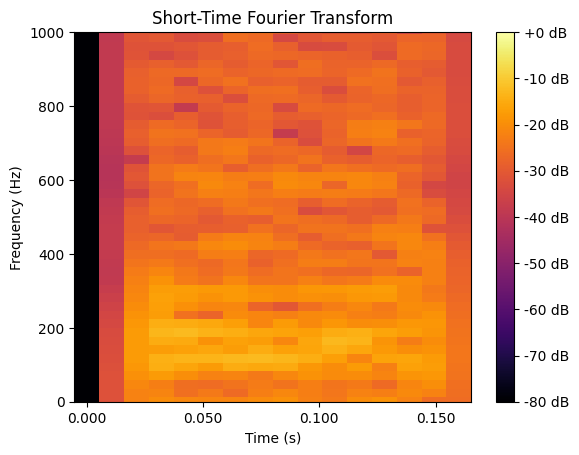 Short-Time Fourier Transform
Frequency (Hz)
1000
800
600
400
200
0
0.000
0.050
0.100
0.150
Time (s)
+0 dB
-10 dB
-20 dB
-30 dB
-40 dB
-50 dB
-60 dB
-70 dB
-80 dB